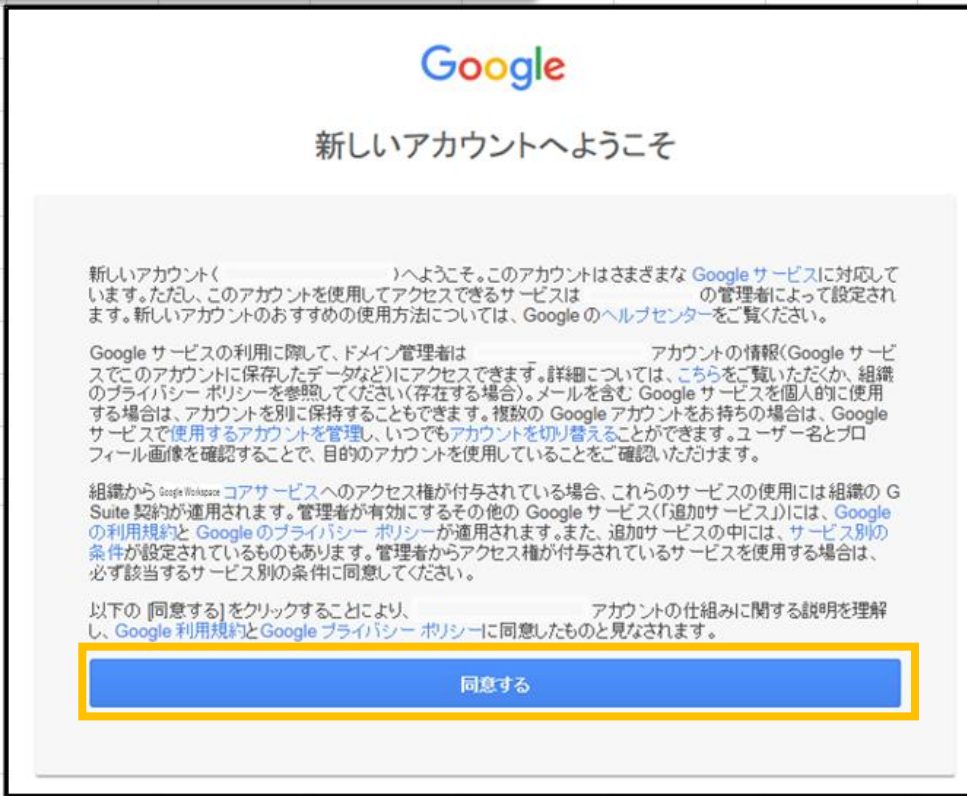 Google
新しいアカウントへようこそ
新しいアカウント( )へようこそ。このアカウントはさまざまな Google サービスに対応して
います。ただし、このアカウントを使用してアクセスできるサービスは の管理者によって設定され
ます。新しいアカウントのおすすめの使用方法については、Google のヘルプセンターをご覧ください。
Google サービスの利用に際して、ドメイン管理者は _ アカウントの情報(Google サービ
スでこのアカウントに保存したデータなど)にアクセスできます。詳細については、こちらをご覧いただくか、組織
のプライバシー ポリシーを参照してください(存在する場合)。メールを含む Google サービスを個人的に使用
する場合は、アカウントを別に保持することもできます。複数の Google アカウントをお持ちの場合は、Google
サービスで使用するアカウントを管理し、いつでもアカウントを切り替えることができます。ユーザー名とプロ
フィール画像を確認することで、目的のアカウントを使用していることをご確認いただけます。
組織から Google Workspace コアサービスへのアクセス権が付与されている場合、これらのサービスの使用には組織の G
Suite 契約が適用されます。管理者が有効にするその他の Google サービス(「追加サービス」)には、Google
の利用規約と Google のプライバシー ポリシーが適用されます。また、追加サービスの中には、サービス別の
条件が設定されているものもあります。管理者からアクセス権が付与されているサービスを使用する場合は、
必ず該当するサービス別の条件に同意してください。
以下の [同意する] をクリックすることにより、 アカウントの仕組みに関する説明を理解
し、Google 利用規約とGoogle プライバシー ポリシーに同意したものと見なされます。
同意する